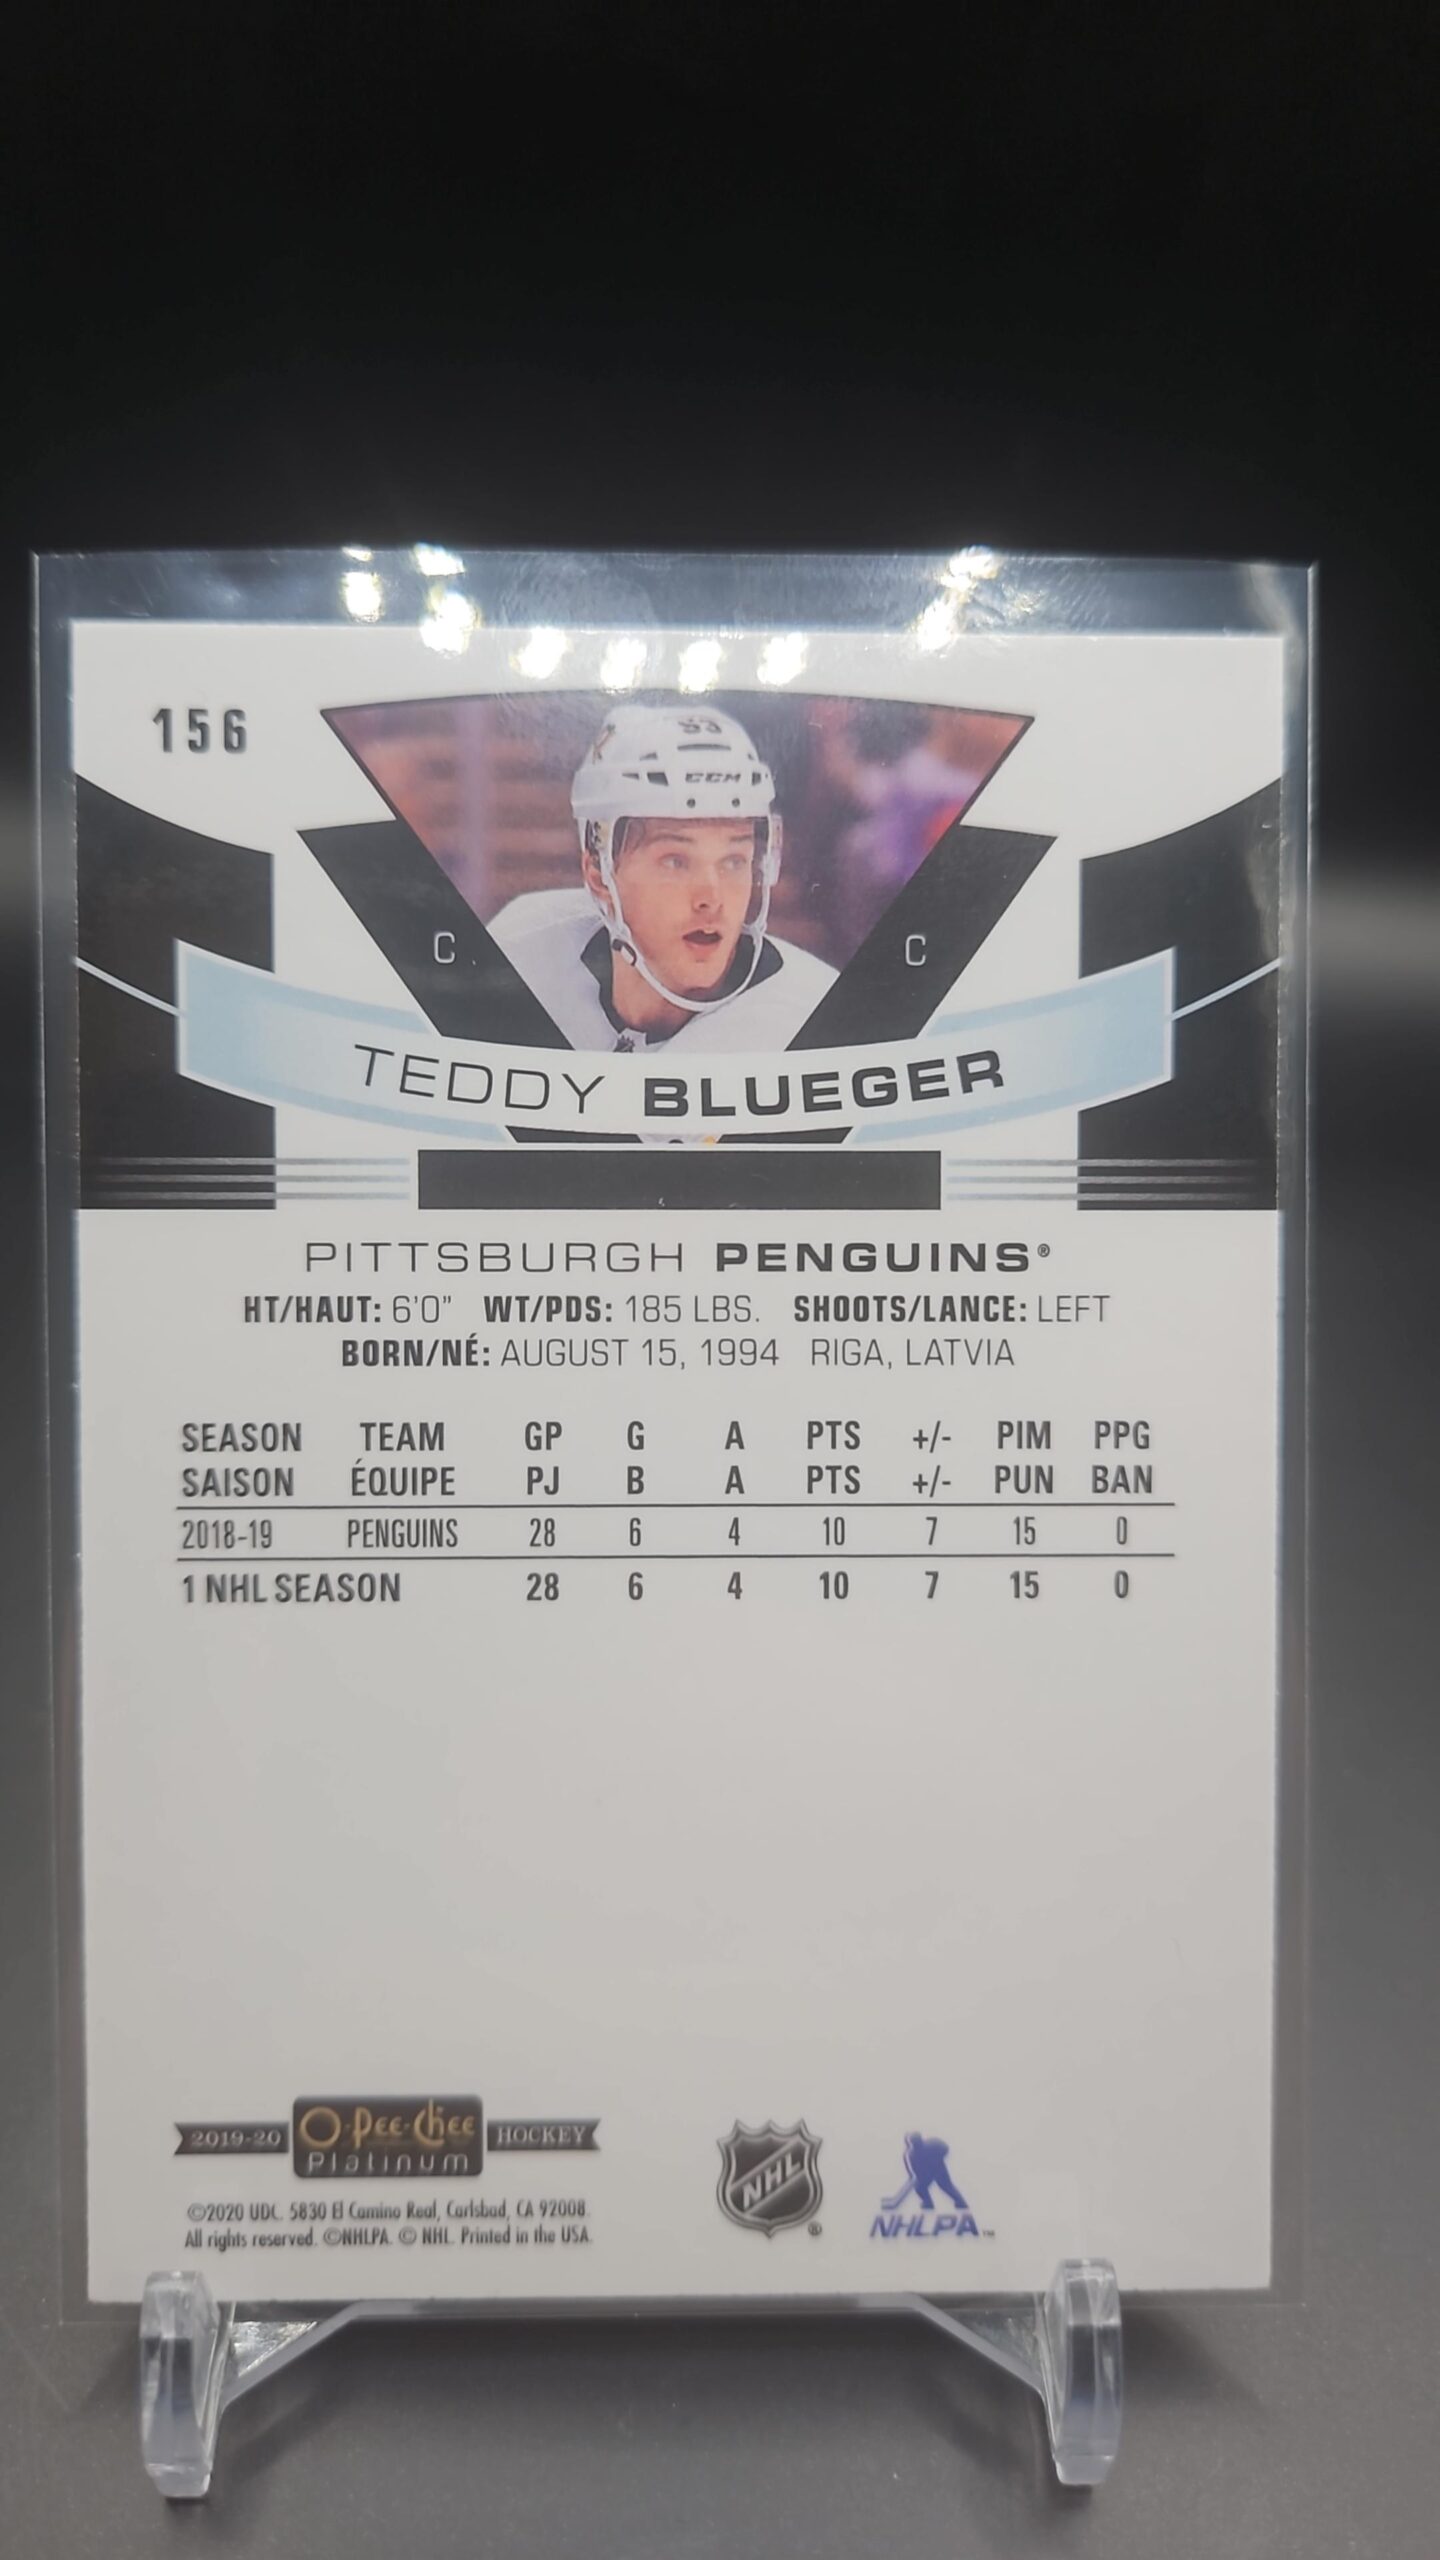 156
53
CCM
C C
TEDDY BLUEGER
PITTSBURGH PENGUINS®
HT/HAUT: 6'0" WT/PDS: 185 LBS. SHOOTS/LANCE: LEFT
BORN/NÉ: AUGUST 15, 1994 RIGA, LATVIA
SEASON TEAM GP G A PTS +/- PIM PPG
SAISON ÉQUIPE PJ B A PTS +/- PUN BAN
2018-19 PENGUINS 28 6 4 10 7 15 0
1 NHL SEASON 28 6 4 10 7 15 0
2019-20 O-Pee-Chee HOCKEY
Platinum
©2020 UDC. 5830 El Camino Real, Carlsbad, CA 92008.
All rights reserved. ©NHLPA. © NHL. Printed in the USA.
NHL®
NHLPA™